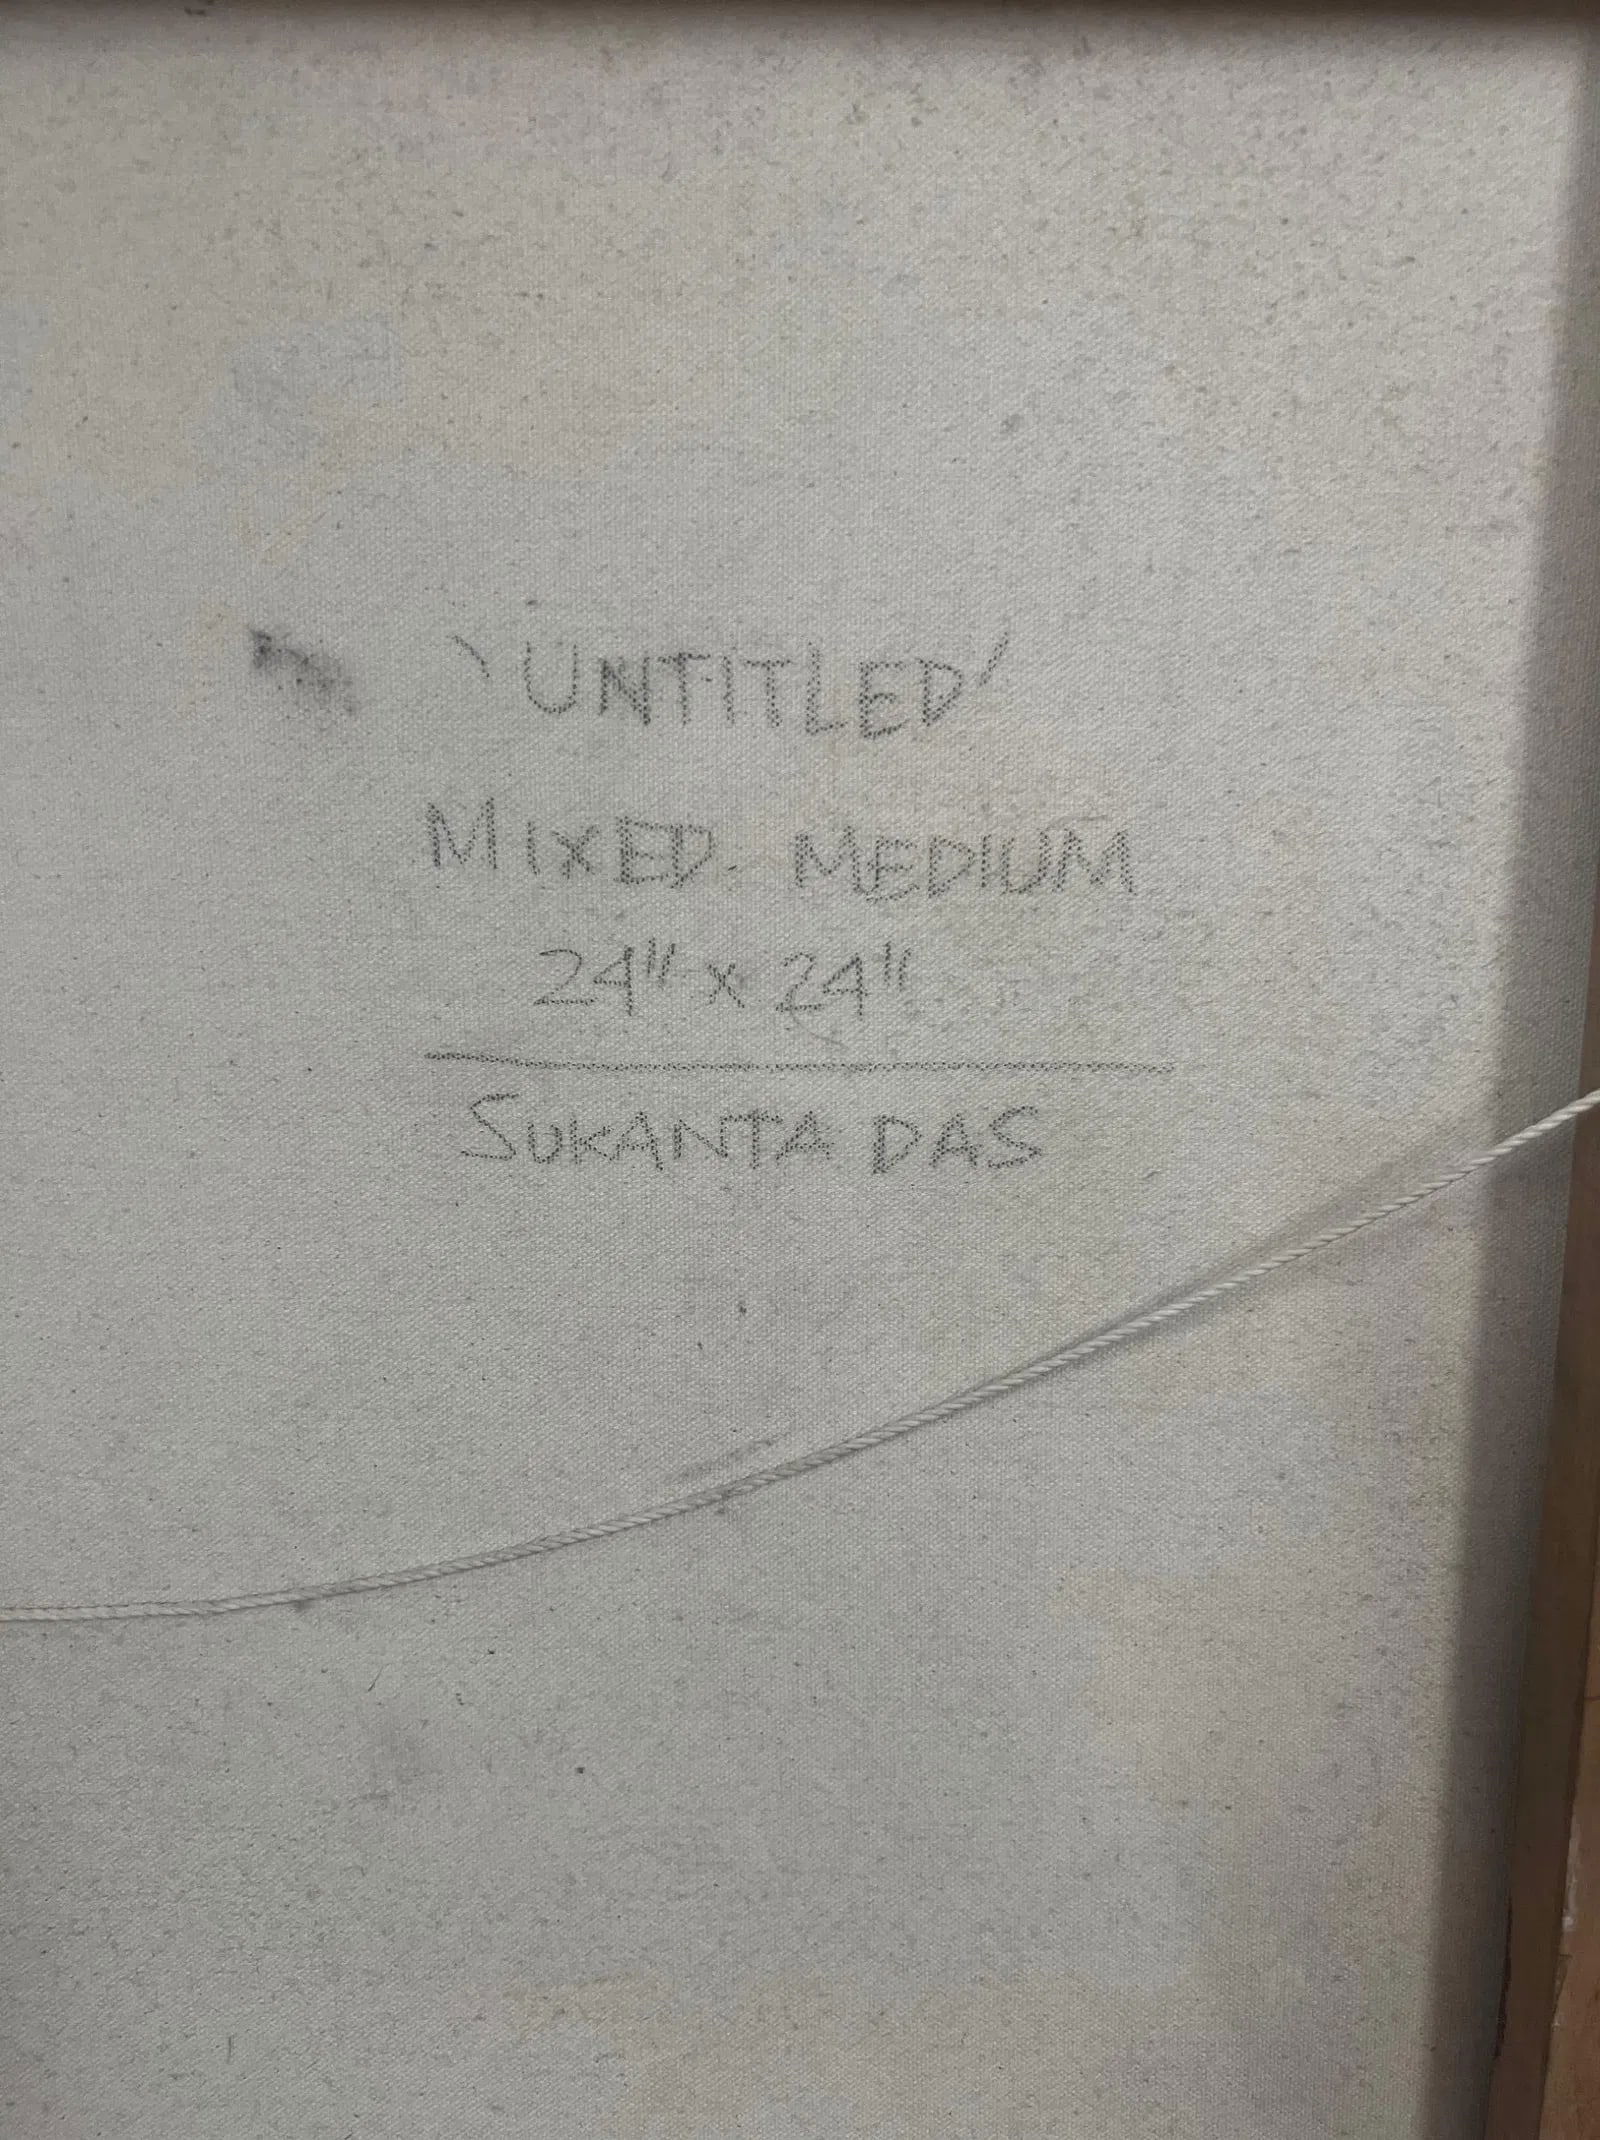 'UNTITLED'
MIXED MEDIUM
24" x 24"
SUKANTA DAS